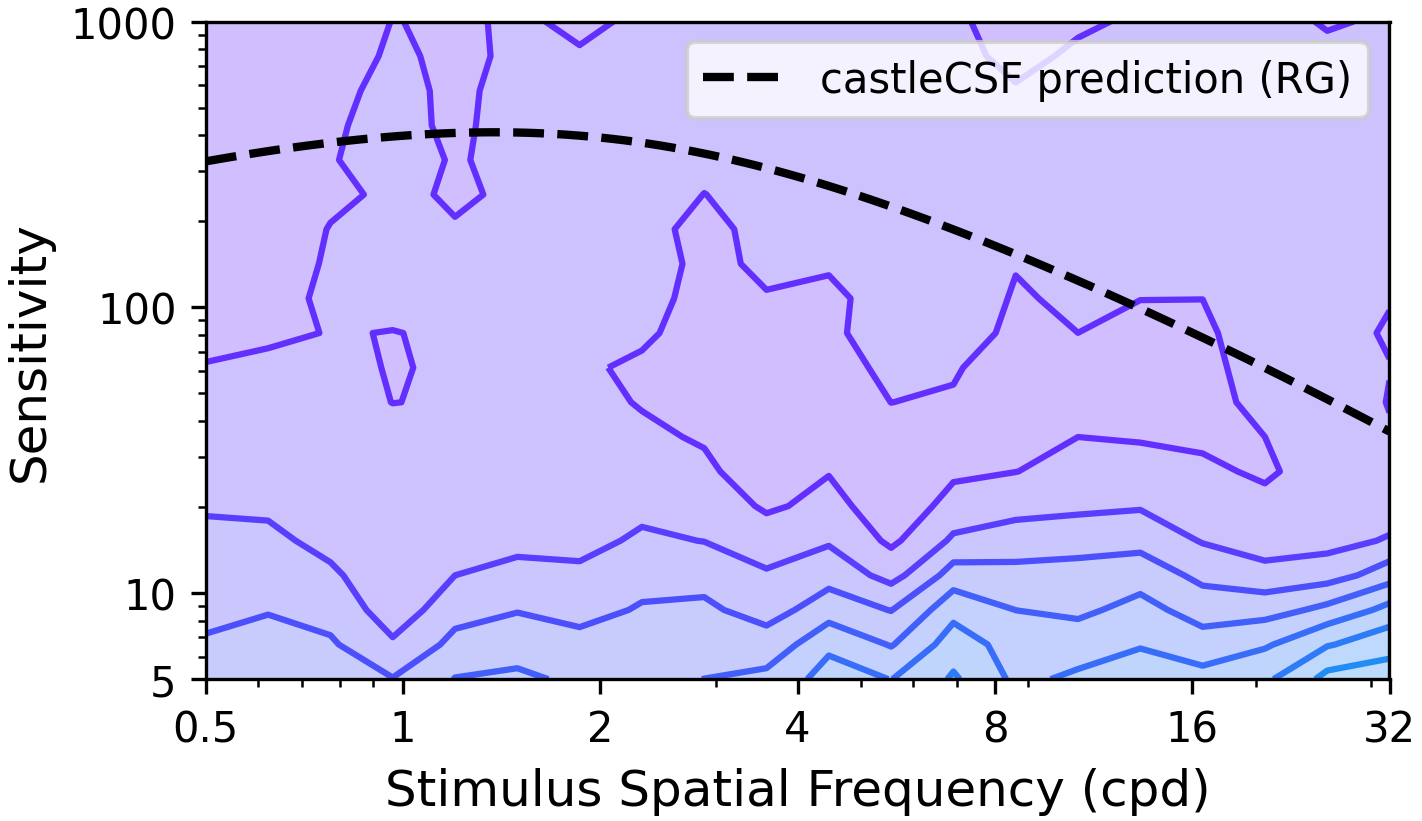 1000
100
10
5
Sensitivity
castleCSF prediction (RG)
0.5 1 2 4 8 16 32
Stimulus Spatial Frequency (cpd)